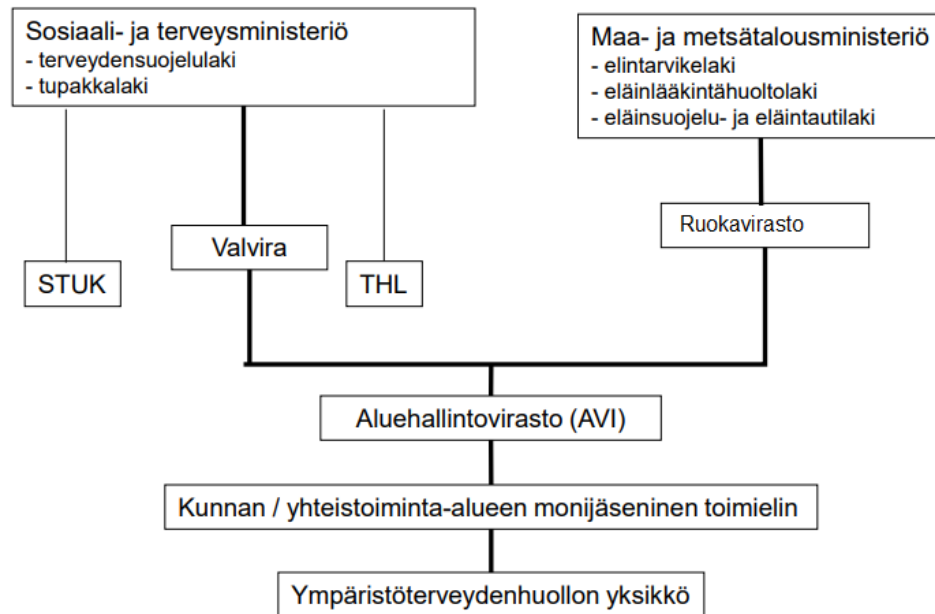 Sosiaali- ja terveysministeriö
- terveydensuojelulaki
- tupakkalaki
Maa- ja metsätalousministeriö
- elintarvikelaki
- eläinlääkintähuoltolaki
- eläinsuojelu- ja eläintautilaki
Valvira
Ruokavirasto
STUK
THL
Aluehallintovirasto (AVI)
Kunnan / yhteistoiminta-alueen monijäseninen toimielin
Ympäristöterveydenhuollon yksikkö